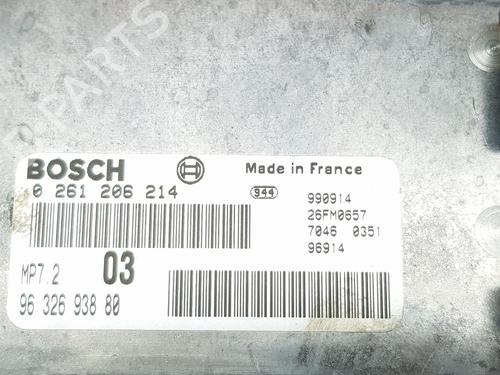 PARTS
BOSCH
Made in France
0 261 206 214
944
990914
26FM0657
7046 0351
96914
MP7.2
03
96 326 938 80